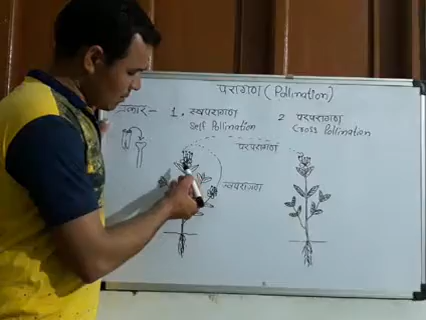 परागण (Pollination)
प्रकार - 1. स्वपरागण 2 परपरागण
Self Pollination Cross Pollination
परपरागण
स्वपरागण